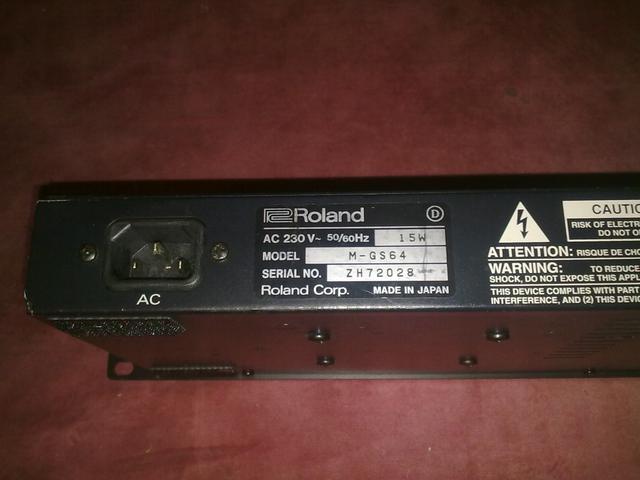 Roland
D
AC 230 V~ 50/60Hz 15W
MODEL M-GS64
SERIAL NO. ZH72028
Roland Corp. MADE IN JAPAN
AC
CAUTIO
RISK OF ELECTR
DO NOT O
ATTENTION: RISQUE DE CHO
WARNING: TO REDUCE
SHOCK, DO NOT EXPOSE THIS APPL
THIS DEVICE COMPLIES WITH PART
INTERFERENCE, AND (2) THIS DEVI